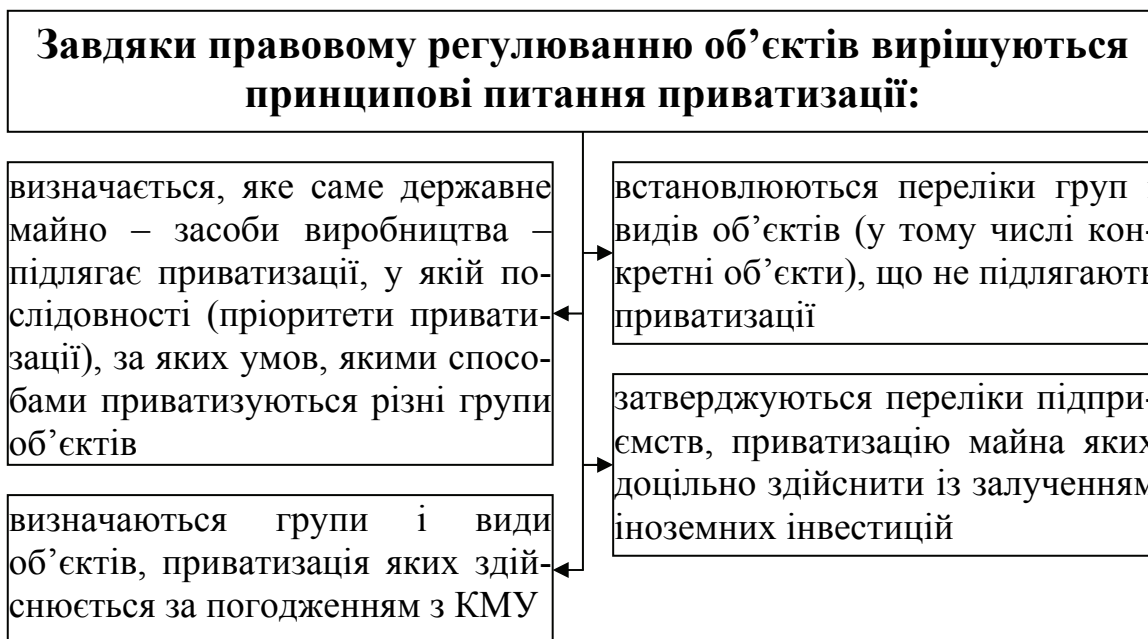 Завдяки правовому регулюванню об’єктів вирішуються
принципові питання приватизації:
визначається, яке саме державне
майно – засоби виробництва –
підлягає приватизації, у якій по-
слідовності (пріоритети привати-
зації), за яких умов, якими спосо-
бами приватизуються різні групи
об’єктів
визначаються групи і види
об’єктів, приватизація яких здій-
снюється за погодженням з КМУ
встановлюються переліки груп
видів об’єктів (у тому числі кон-
кретні об’єкти), що не підлягають
приватизації
затверджуються переліки підпри-
ємств, приватизацію майна яких
доцільно здійснити із залученням
іноземних інвестицій